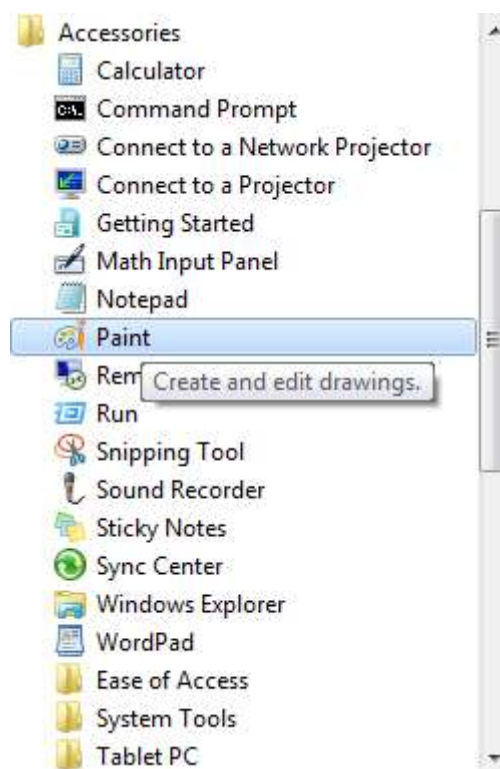 Accessories
Calculator
C:\.
Command Prompt
Connect to a Network Projector
Connect to a Projector
Getting Started
Math Input Panel
Notepad
Paint
Rem
Create and edit drawings.
Run
Snipping Tool
Sound Recorder
Sticky Notes
Sync Center
Windows Explorer
WordPad
Ease of Access
System Tools
Tablet PC